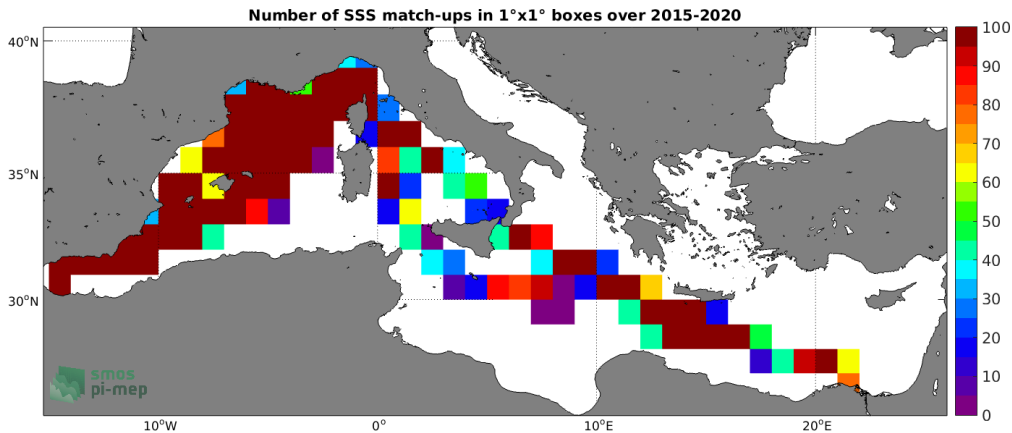 Number of SSS match-ups in 1°x1° boxes over 2015-2020
40°N
35°N
30°N
10°W
0°
10°E
20°E
100
90
80
70
60
50
40
30
20
10
0
smos
pi-mep